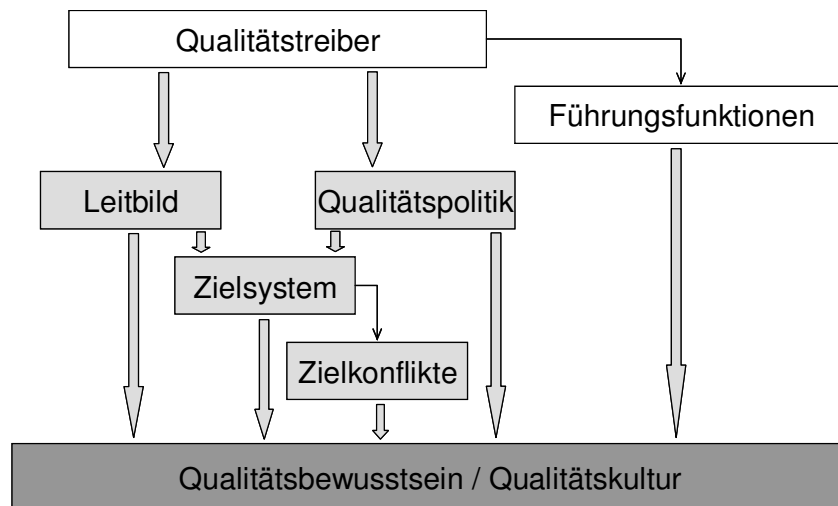 Qualitätstreiber
Führungsfunktionen
Leitbild
Qualitätspolitik
Zielsystem
Zielkonflikte
Qualitätsbewusstsein / Qualitätskultur